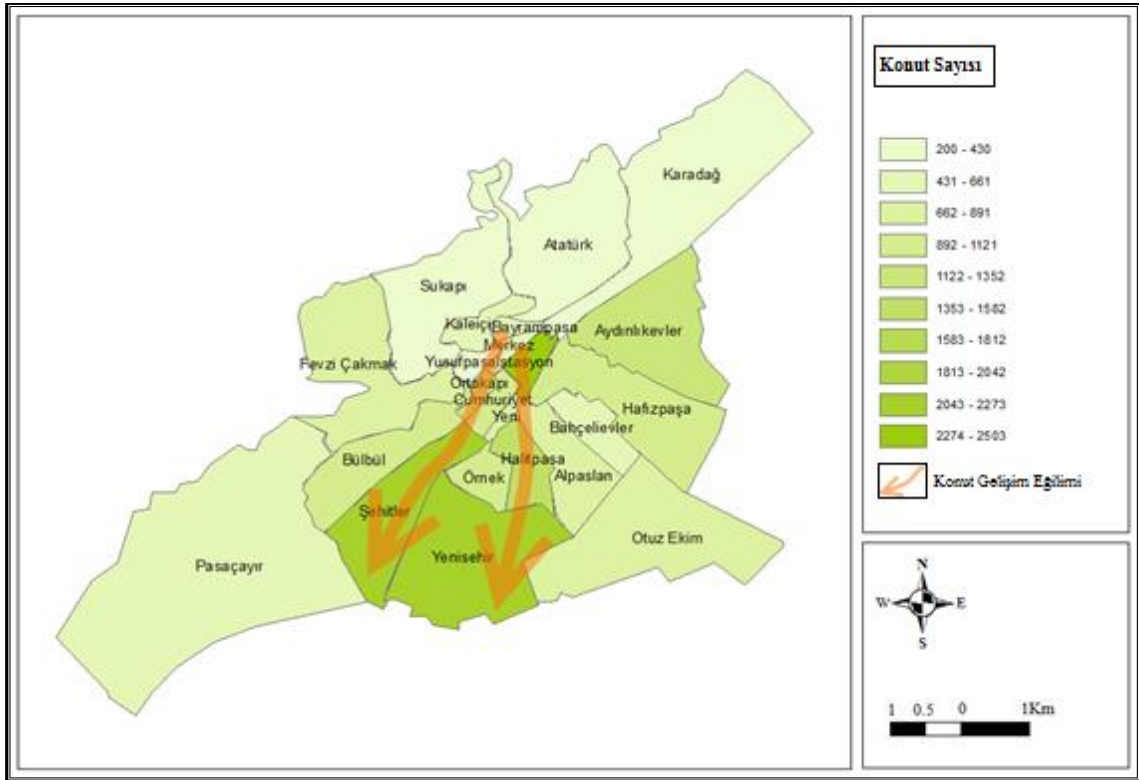 Konut Sayısı
200 - 430
431 - 661
662 - 891
892 - 1121
1122 - 1352
1353 - 1582
1583 - 1812
1813 - 2042
2043 - 2273
2274 - 2503
Konut Gelişim Eğilimi
Karadağ
Atatürk
Sukapı
Kaleiçi
Bayrampaşa
Aydınlıkevler
Merkez
Yusufpaşa
İstasyon
Fevzi Çakmak
Ortakapı
Cumhuriyet
Hafızpaşa
Yeni
Bahçelievler
Bülbül
Halitpaşa
Örnek
Alpaslan
Şehitler
Otuz Ekim
Yenisehir
Pasaçayır
N
W
E
S
1 0.5 0 1Km